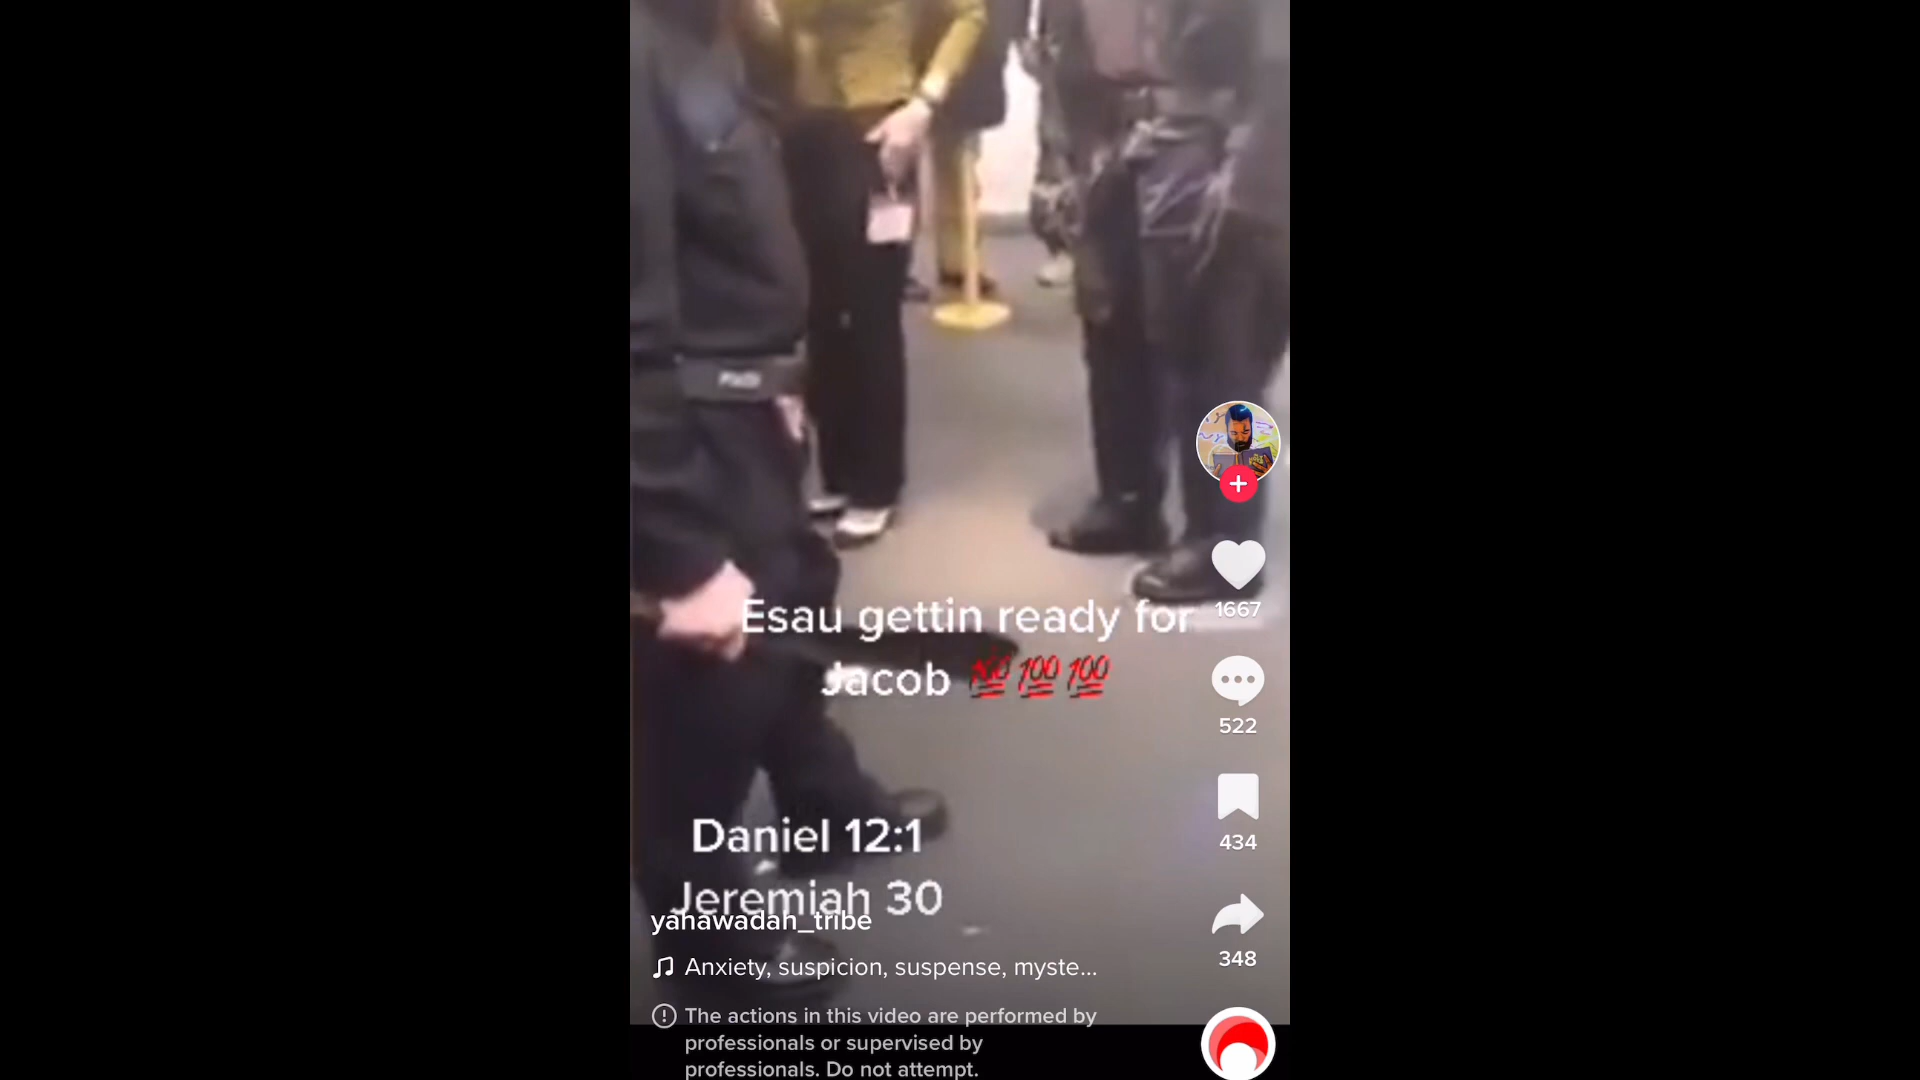 Esau gettin ready for
Jacob 💯💯💯
1667
522
434
Daniel 12:1
Jeremiah 30
yahawadah_tribe
348
Anxiety, suspicion, suspense, myste...
The actions in this video are performed by
professionals or supervised by
professionals. Do not attempt.